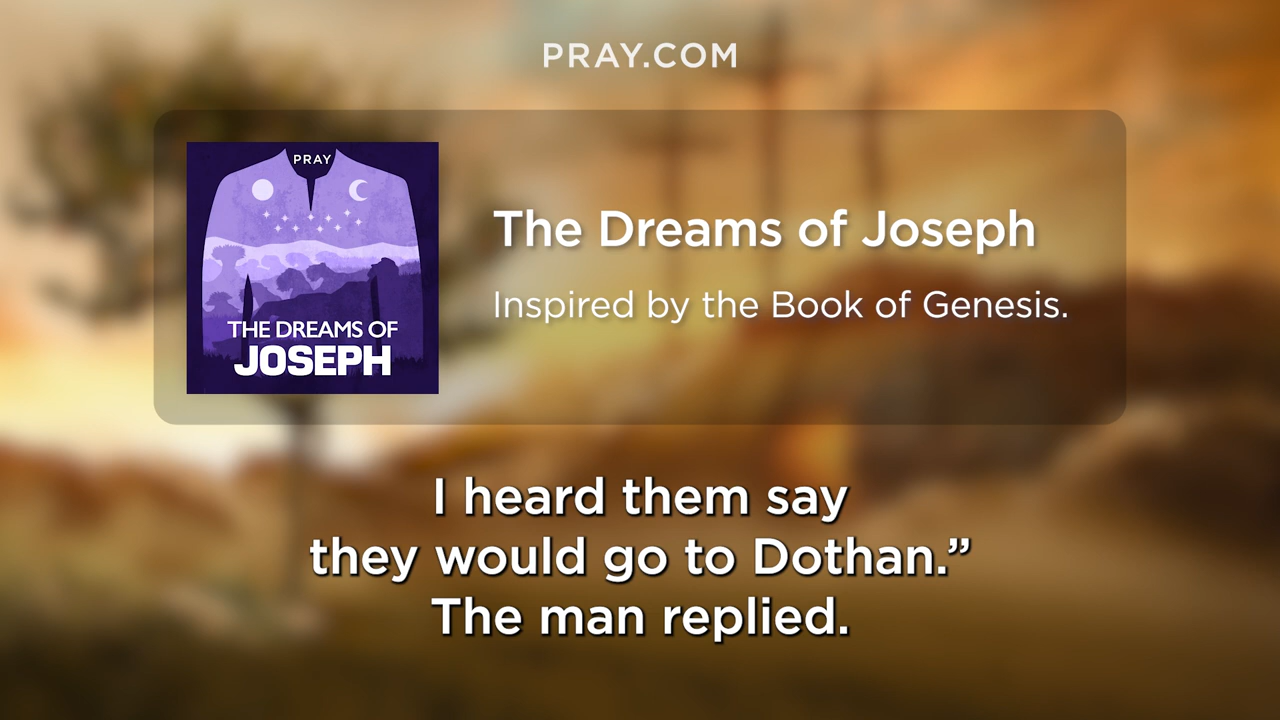 PRAY.COM
PRAY
THE DREAMS OF
JOSEPH
The Dreams of Joseph
Inspired by the Book of Genesis.
I heard them say
they would go to Dothan.”
The man replied.